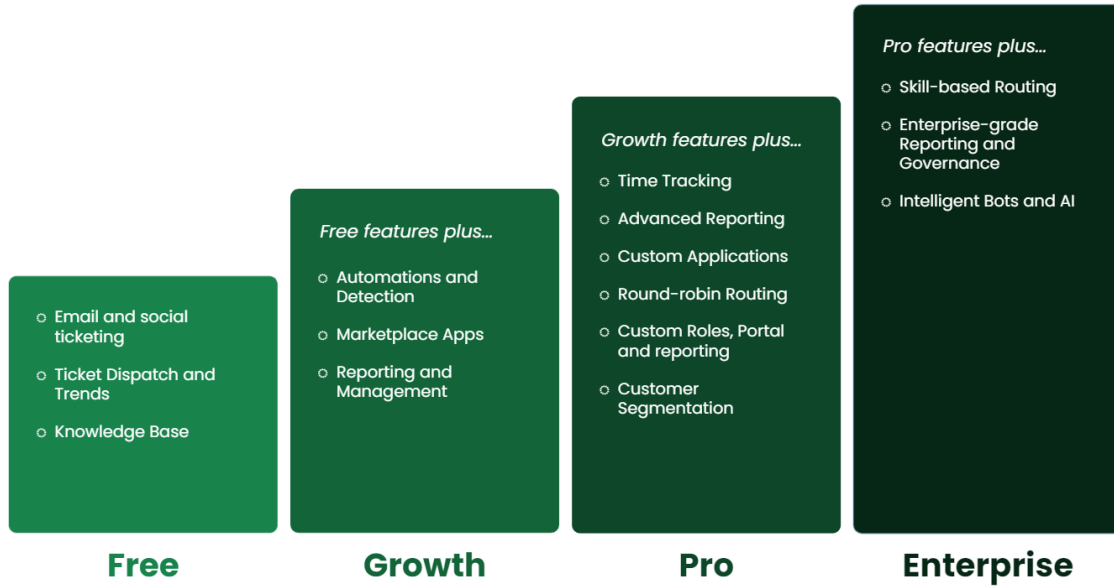 Email and social
ticketing
Ticket Dispatch and
Trends
Knowledge Base
Free
Free features plus...
Automations and
Detection
Marketplace Apps
Reporting and
Management
Growth
Growth features plus...
Time Tracking
Advanced Reporting
Custom Applications
Round-robin Routing
Custom Roles, Portal
and reporting
Customer
Segmentation
Pro
Pro features plus...
Skill-based Routing
Enterprise-grade
Reporting and
Governance
Intelligent Bots and AI
Enterprise